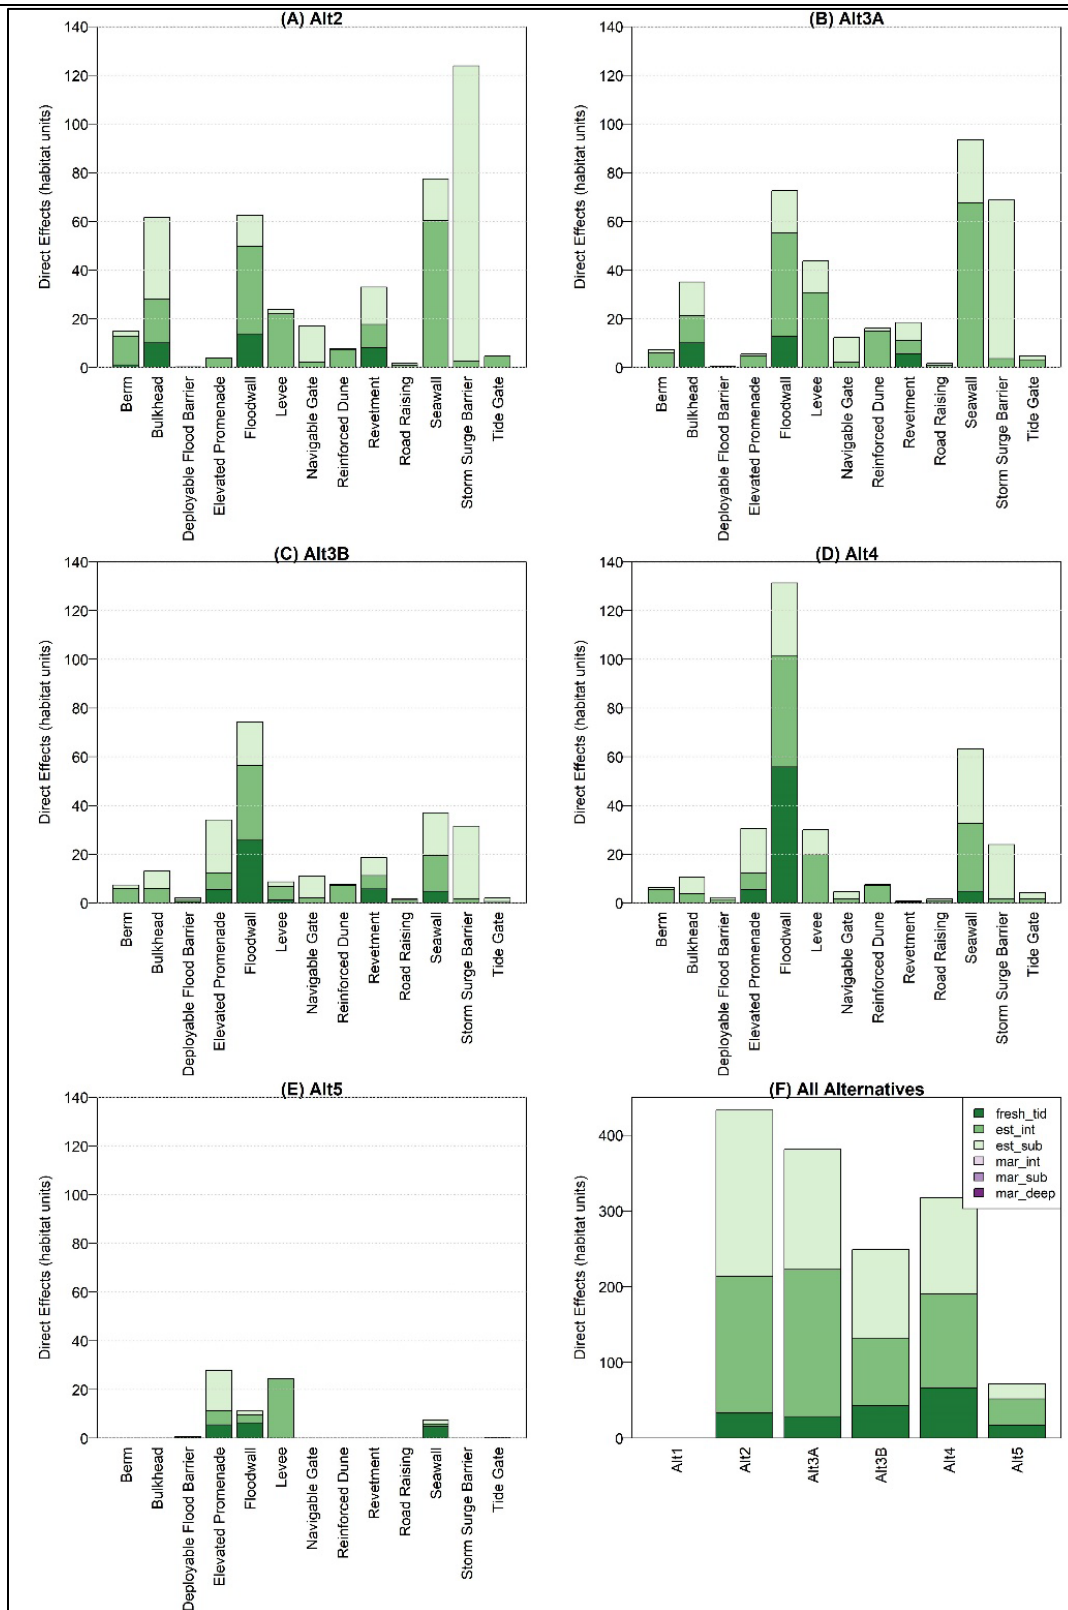 (A) Alt2
Direct Effects (habitat units)
140
120
100
80
60
40
20
0
Berm
Bulkhead
Deployable Flood Barrier
Elevated Promenade
Floodwall
Levee
Navigable Gate
Reinforced Dune
Revetment
Road Raising
Seawall
Storm Surge Barrier
Tide Gate
(B) Alt3A
Direct Effects (habitat units)
140
120
100
80
60
40
20
0
Berm
Bulkhead
Deployable Flood Barrier
Elevated Promenade
Floodwall
Levee
Navigable Gate
Reinforced Dune
Revetment
Road Raising
Seawall
Storm Surge Barrier
Tide Gate
(C) Alt3B
Direct Effects (habitat units)
140
120
100
80
60
40
20
0
Berm
Bulkhead
Deployable Flood Barrier
Elevated Promenade
Floodwall
Levee
Navigable Gate
Reinforced Dune
Revetment
Road Raising
Seawall
Storm Surge Barrier
Tide Gate
(D) Alt4
Direct Effects (habitat units)
140
120
100
80
60
40
20
0
Berm
Bulkhead
Deployable Flood Barrier
Elevated Promenade
Floodwall
Levee
Navigable Gate
Reinforced Dune
Revetment
Road Raising
Seawall
Storm Surge Barrier
Tide Gate
(E) Alt5
Direct Effects (habitat units)
140
120
100
80
60
40
20
0
Berm
Bulkhead
Deployable Flood Barrier
Elevated Promenade
Floodwall
Levee
Navigable Gate
Reinforced Dune
Revetment
Road Raising
Seawall
Storm Surge Barrier
Tide Gate
(F) All Alternatives
Direct Effects (habitat units)
400
300
200
100
0
fresh_tid
est_int
est_sub
mar_int
mar_sub
mar_deep
Alt1
Alt2
Alt3A
Alt3B
Alt4
Alt5